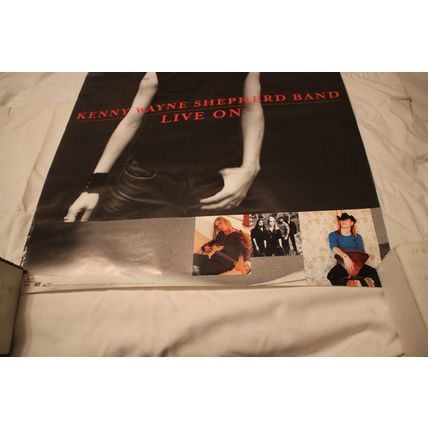 KENNY WAYNE SHEPHERD BAND
LIVE ON